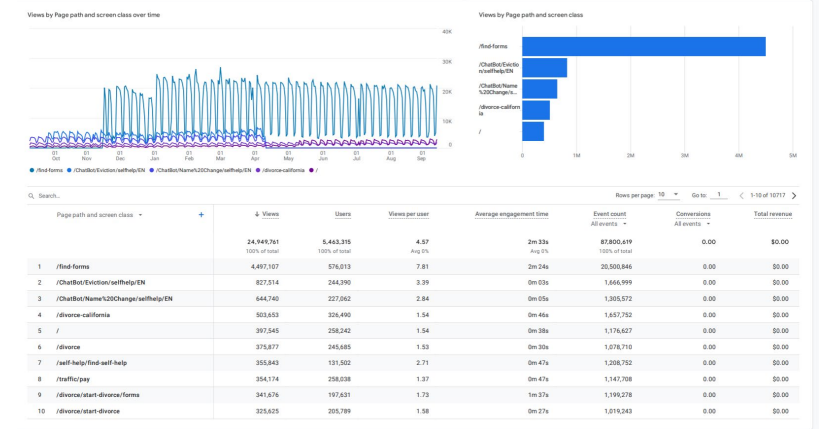 Views by Page path and screen class over time
40K
30K
20K
10K
0
01 Oct
01 Nov
01 Dec
01 Jan
01 Feb
01 Mar
01 Apr
01 May
01 Jun
01 Jul
01 Aug
01 Sep
/find-forms /ChatBot/Eviction/selfhelp/EN /ChatBot/Name%20Change/selfhelp/EN /divorce-california /
Views by Page path and screen class
/find-forms
/ChatBot/Evictio
n/selfhelp/EN
/ChatBot/Name
%20Change/s...
/divorce-californ
ia
/
0 1M 2M 3M 4M 5M
Search...
Rows per page: 10 Go to: 1 1-10 of 10717
Page path and screen class + ↓ Views Users Views per user Average engagement time Event count Conversions Total revenue
All events All events
24,949,761 5,463,315 4.57 2m 33s 87,800,619 0.00 $0.00
100% of total 100% of total Avg 0% Avg 0% 100% of total
1 /find-forms 4,497,107 576,013 7.81 2m 24s 20,500,846 0.00 $0.00
2 /ChatBot/Eviction/selfhelp/EN 827,514 244,390 3.39 0m 03s 1,666,999 0.00 $0.00
3 /ChatBot/Name%20Change/selfhelp/EN 644,740 227,062 2.84 0m 05s 1,305,572 0.00 $0.00
4 /divorce-california 503,653 326,490 1.54 0m 46s 1,657,752 0.00 $0.00
5 / 397,545 258,242 1.54 0m 38s 1,176,627 0.00 $0.00
6 /divorce 375,877 245,685 1.53 0m 30s 1,078,710 0.00 $0.00
7 /self-help/find-self-help 355,843 131,502 2.71 0m 47s 1,208,752 0.00 $0.00
8 /traffic/pay 354,174 258,038 1.37 0m 47s 1,147,708 0.00 $0.00
9 /divorce/start-divorce/forms 341,676 197,631 1.73 1m 37s 1,199,278 0.00 $0.00
10 /divorce/start-divorce 325,625 205,789 1.58 0m 27s 1,019,243 0.00 $0.00